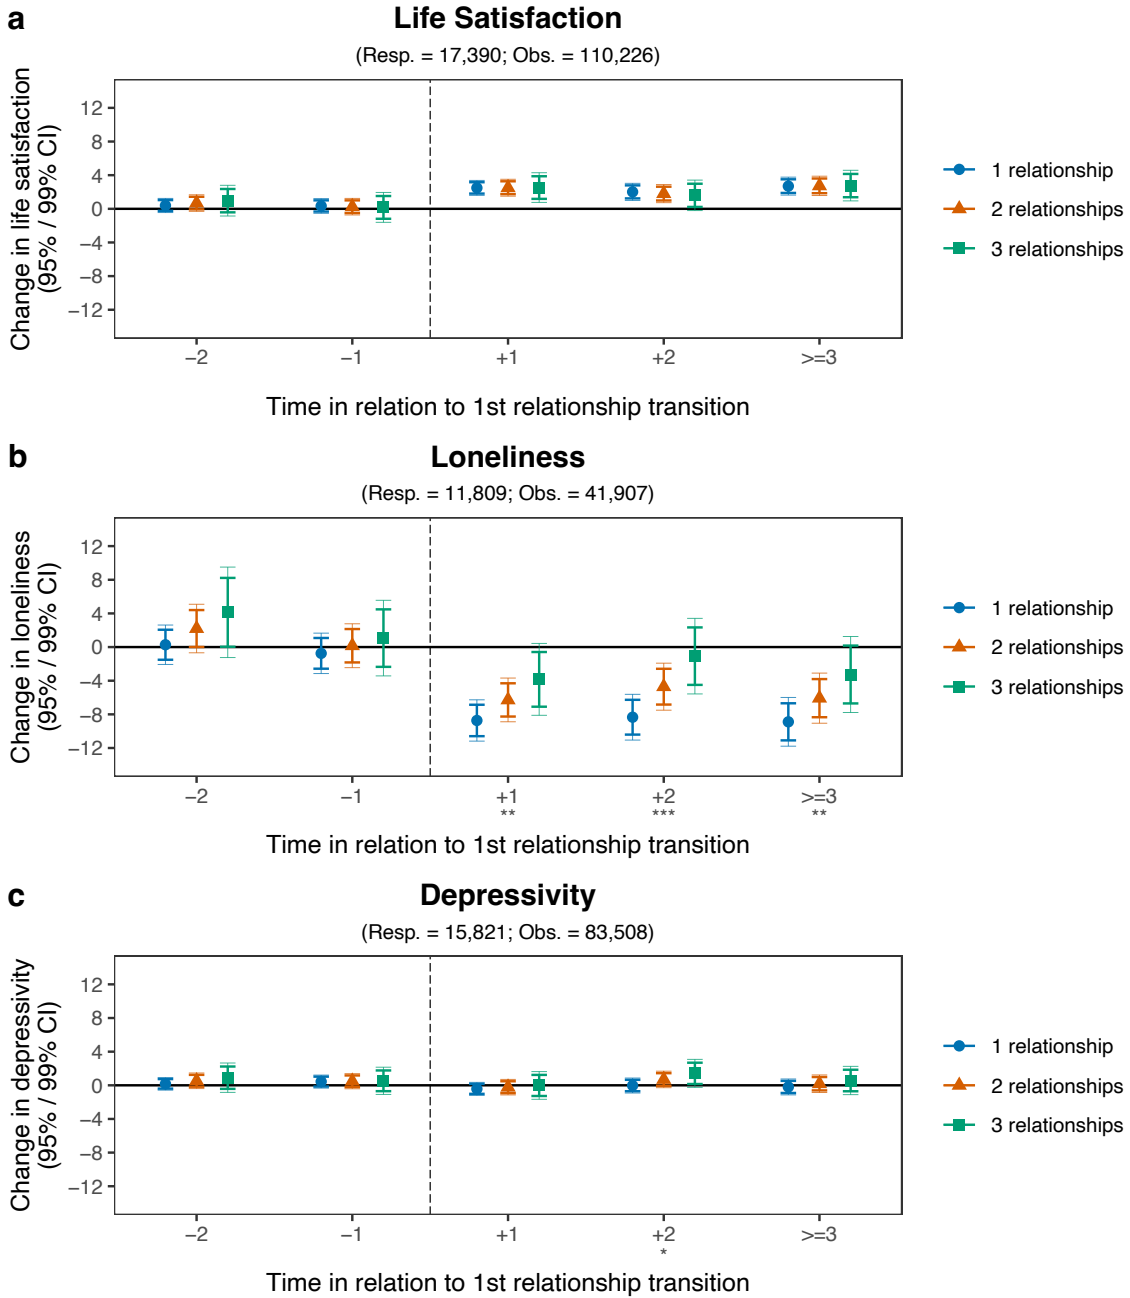 a
Life Satisfaction
(Resp. = 17,390; Obs. = 110,226)
Change in life satisfaction
(95% / 99% CI)
12
8
4
0
−4
−8
−12
−2
−1
+1
+2
>=3
Time in relation to 1st relationship transition
1 relationship
2 relationships
3 relationships
b
Loneliness
(Resp. = 11,809; Obs. = 41,907)
Change in loneliness
(95% / 99% CI)
12
8
4
0
−4
−8
−12
−2
−1
+1
+2
>=3
**
***
**
Time in relation to 1st relationship transition
1 relationship
2 relationships
3 relationships
c
Depressivity
(Resp. = 15,821; Obs. = 83,508)
Change in depressivity
(95% / 99% CI)
12
8
4
0
−4
−8
−12
−2
−1
+1
+2
>=3
*
Time in relation to 1st relationship transition
1 relationship
2 relationships
3 relationships